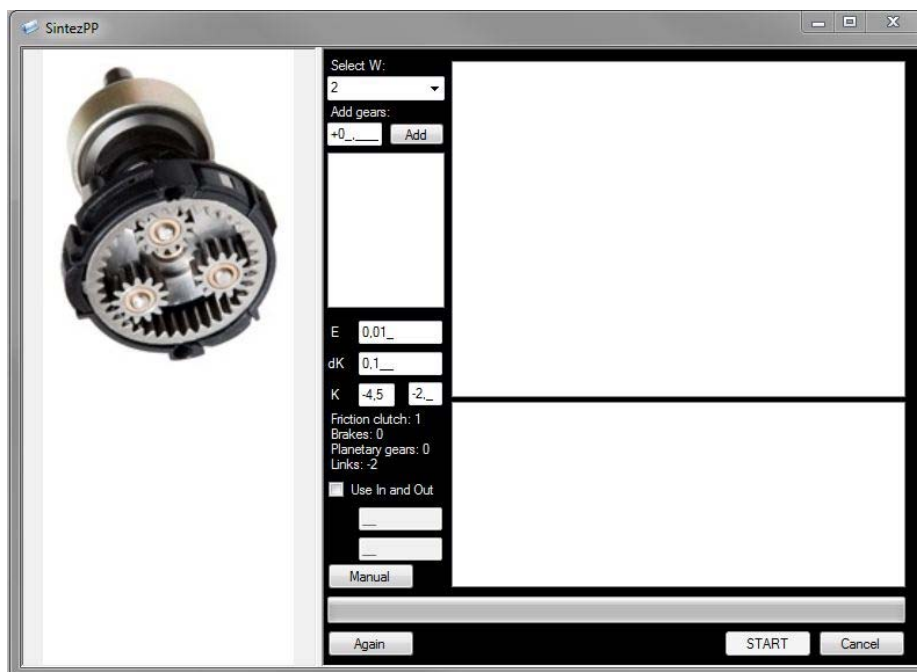 SintezPP
Select W:
2
Add gears:
+0_,___ Add
E 0,01_
dK 0,1__
K -4,5 -2,_
Friction clutch: 1
Brakes: 0
Planetary gears: 0
Links: -2
Use In and Out
__
__
Manual
Again START Cancel